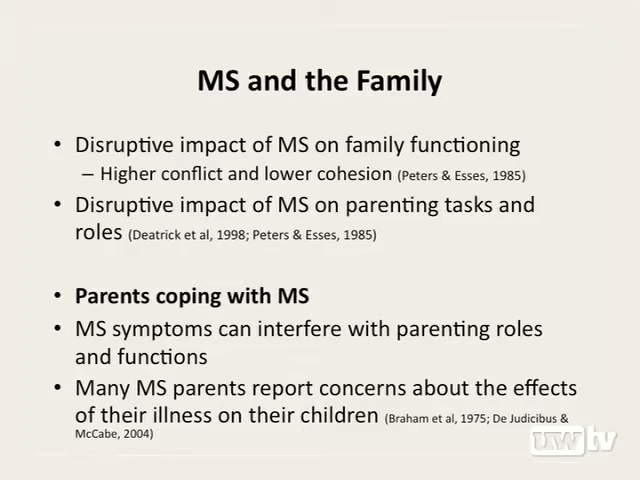 MS and the Family
• Disruptive impact of MS on family functioning
– Higher conflict and lower cohesion (Peters & Esses, 1985)
• Disruptive impact of MS on parenting tasks and
roles (Deatrick et al, 1998; Peters & Esses, 1985)
• Parents coping with MS
• MS symptoms can interfere with parenting roles
and functions
• Many MS parents report concerns about the effects
of their illness on their children (Braham et al, 1975; De Judicibus &
McCabe, 2004)
uwtv